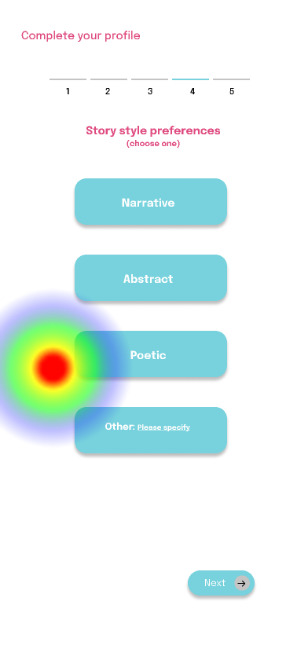 Complete your profile
1 2 3 4 5
Story style preferences
(choose one)
Narrative
Abstract
Poetic
Other: Please specify
Next